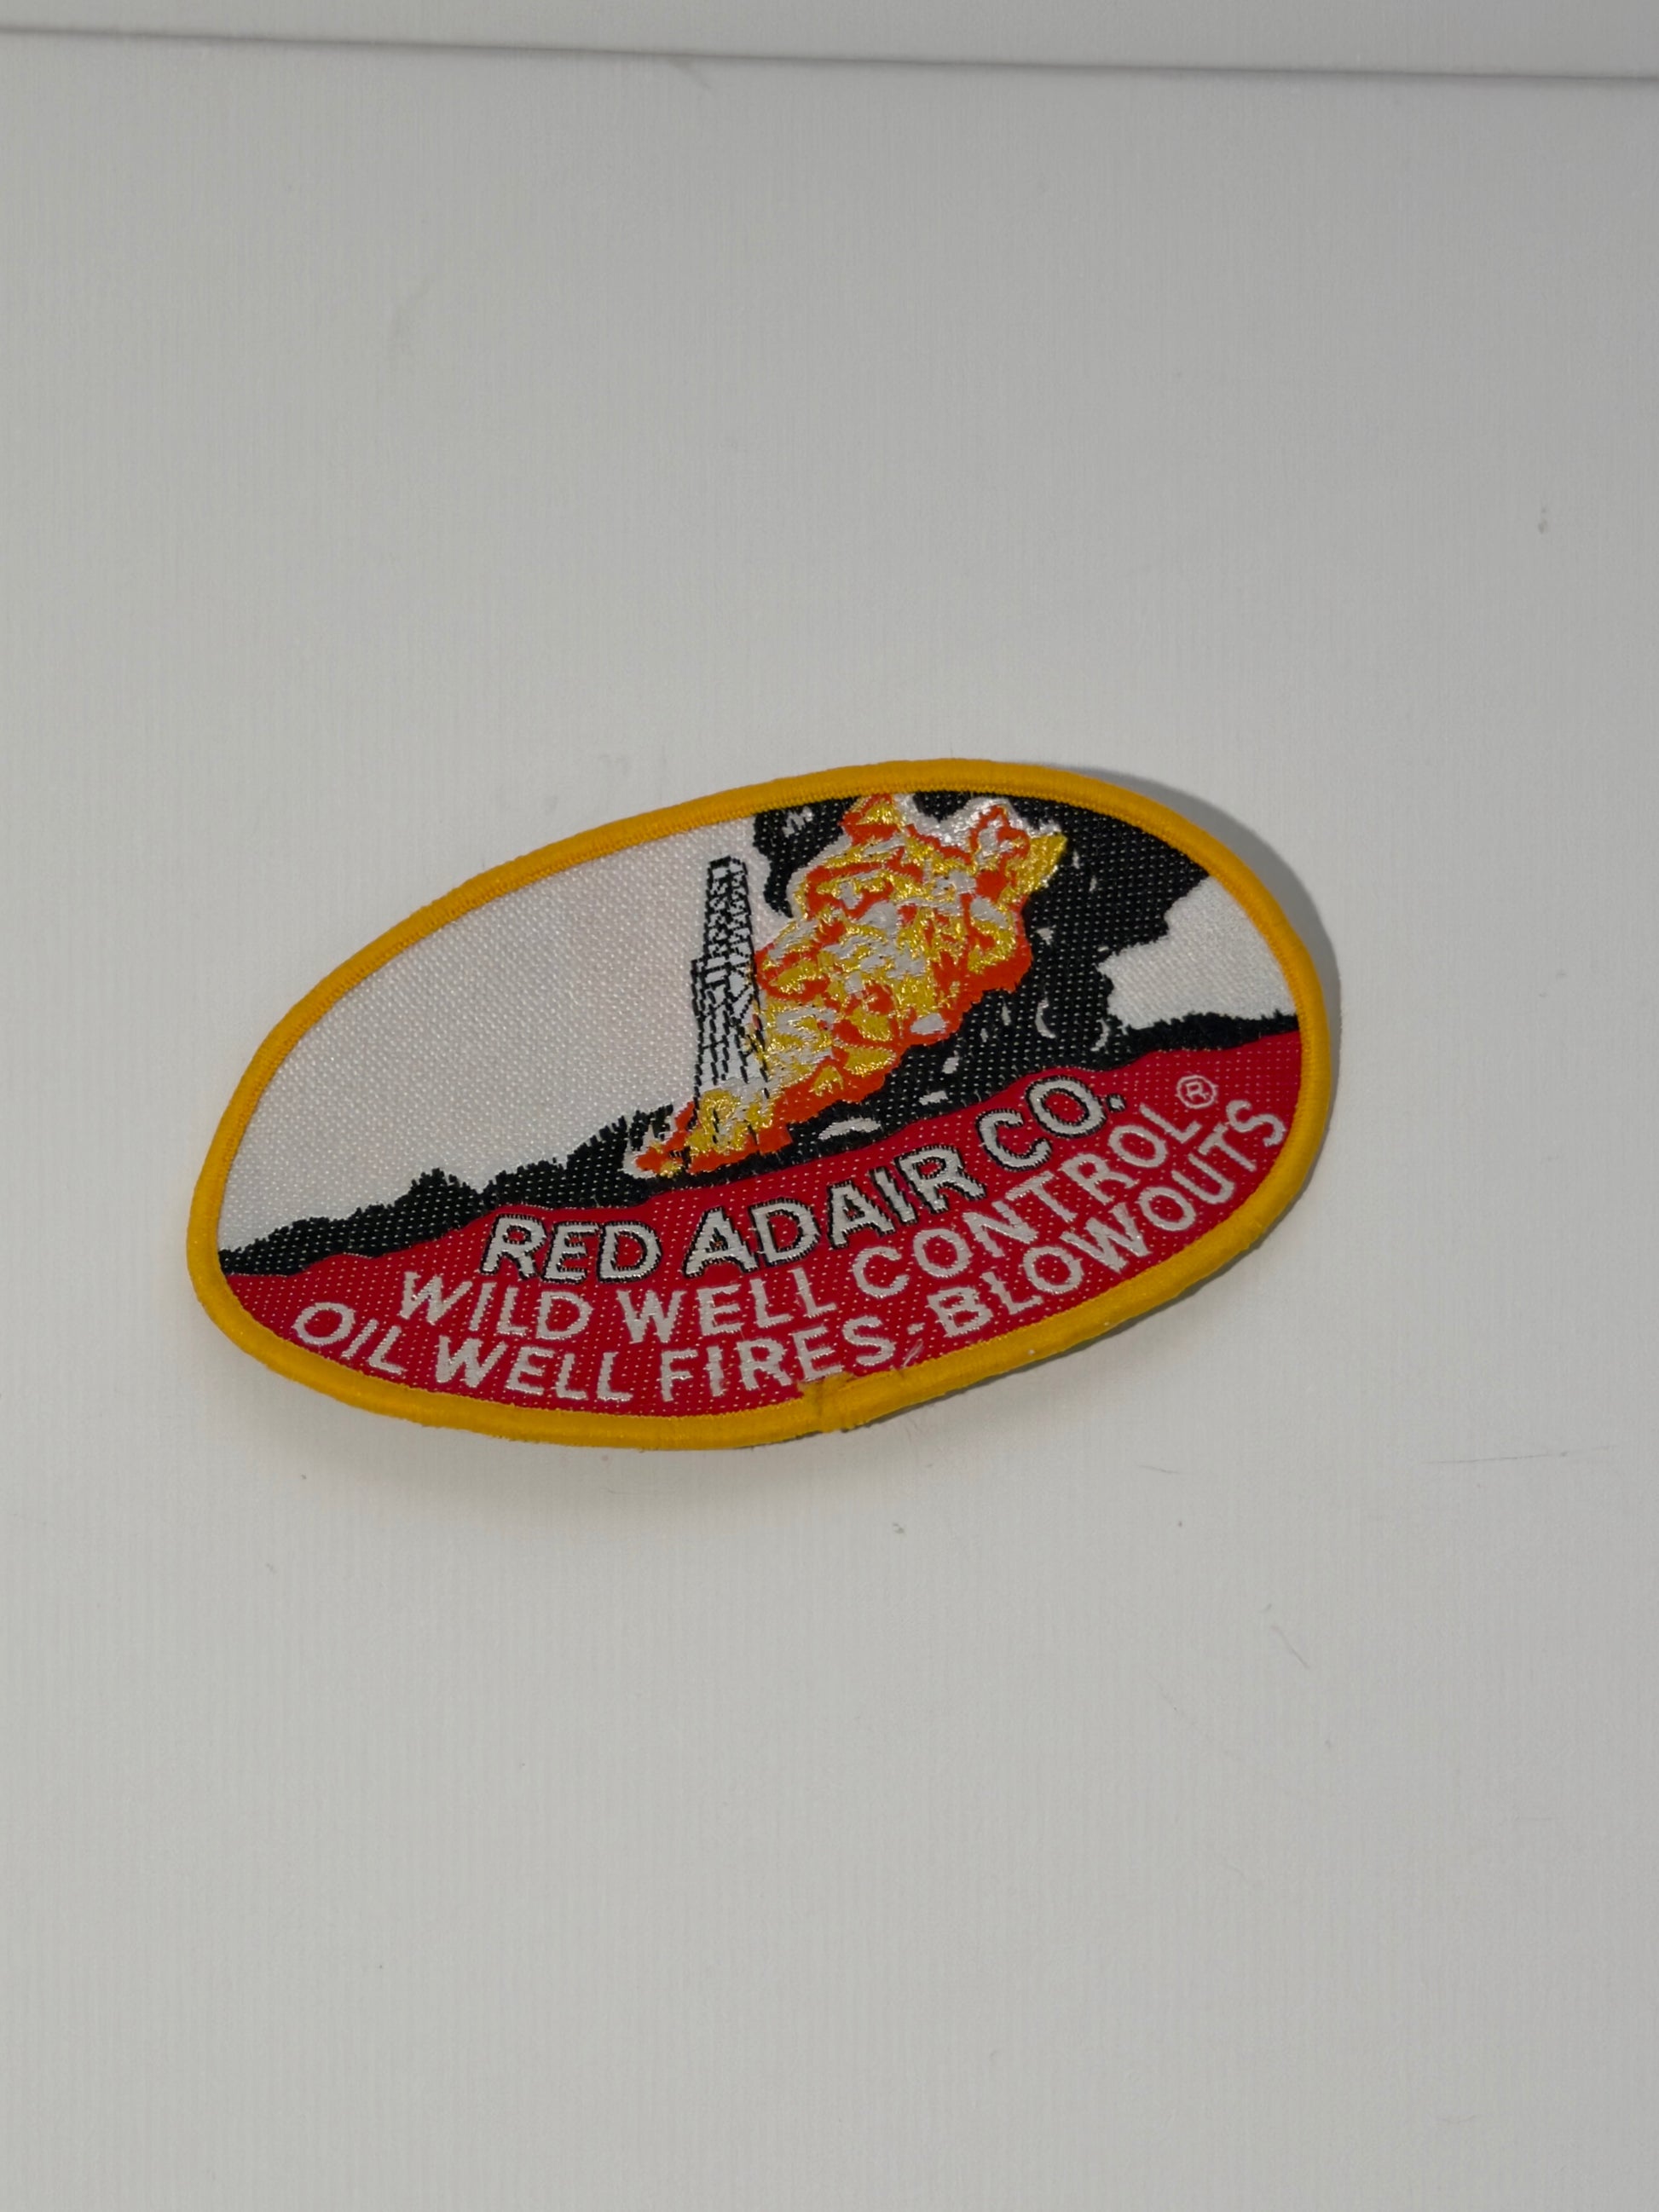 RED ADAIR CO.
WILD WELL CONTROL®
OIL WELL FIRES-BLOWOUTS